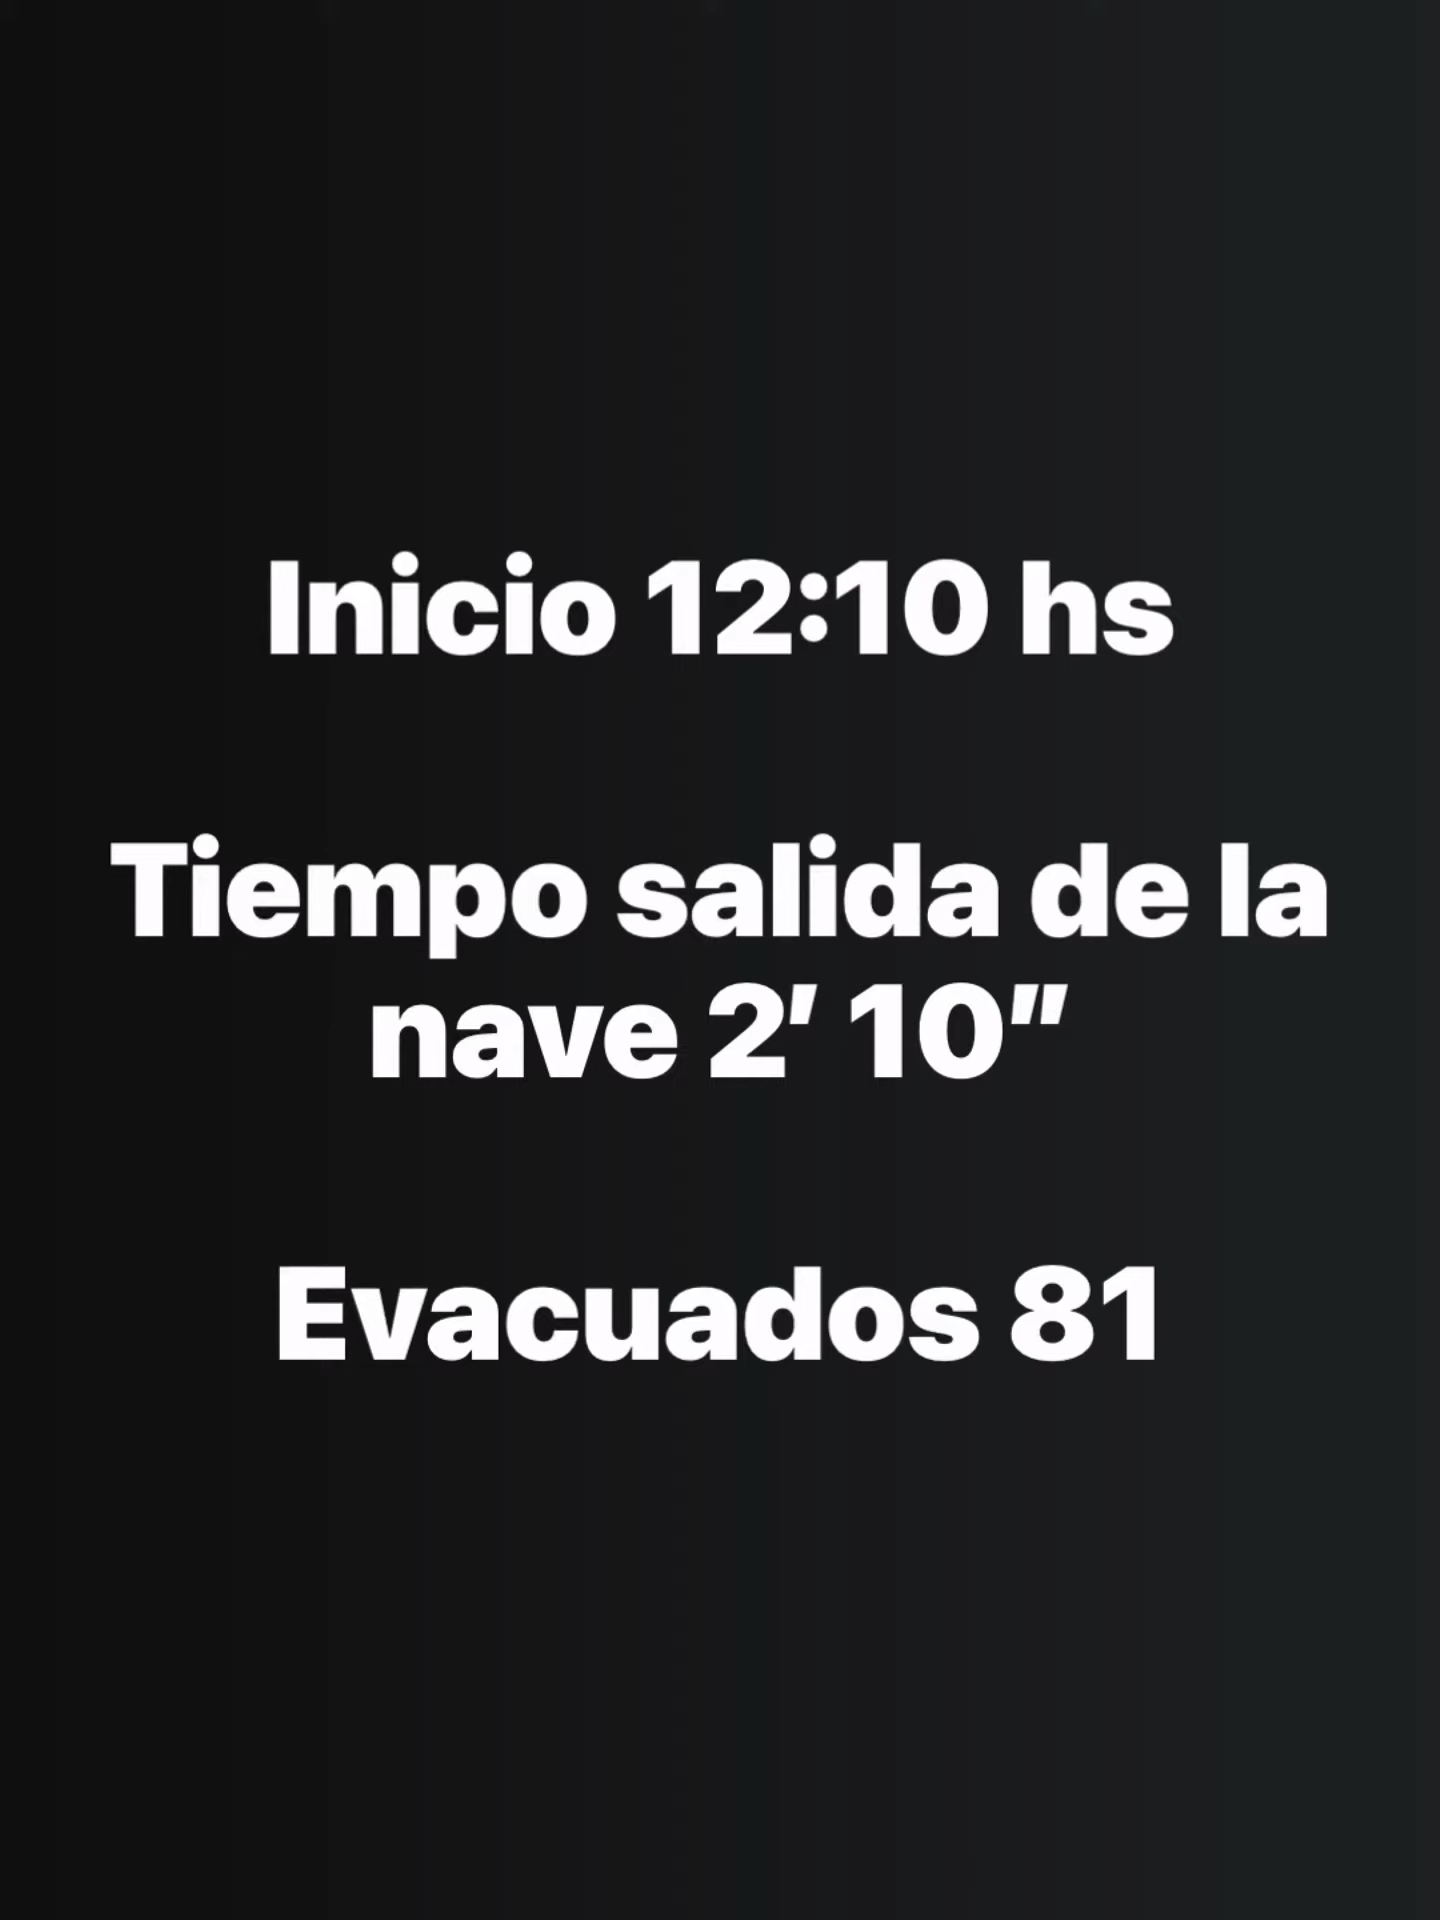 Inicio 12:10 hs
Tiempo salida de la
nave 2’ 10”
Evacuados 81